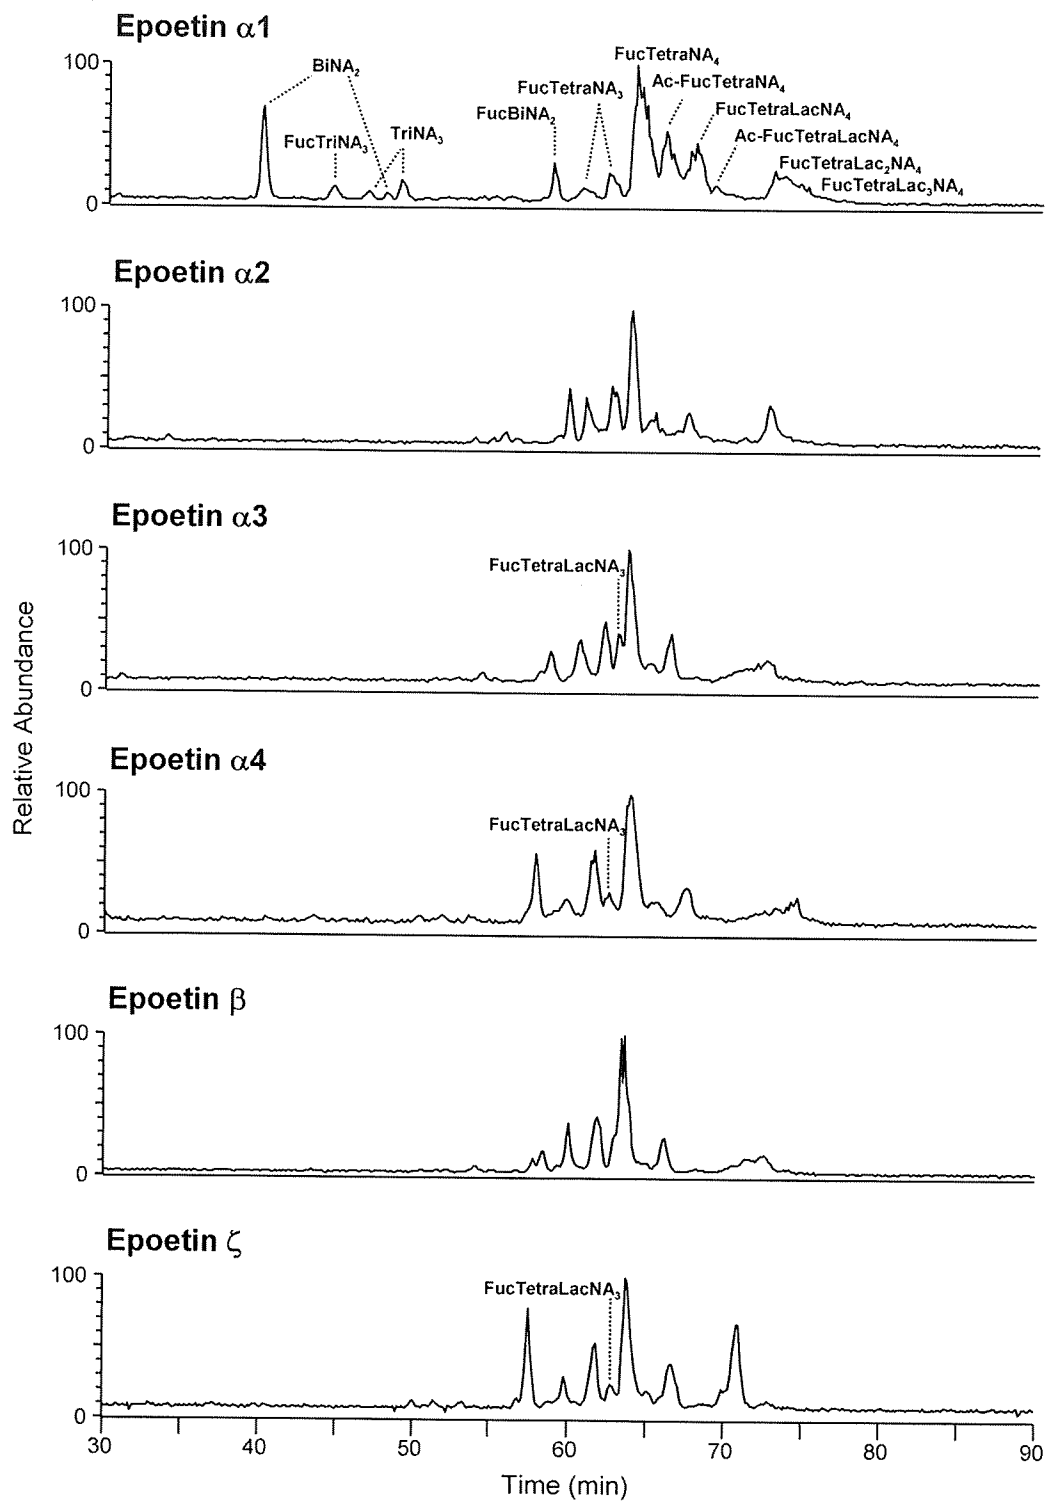 Epoetin α1
FucTetraNA₄
BiNA₂
Ac-FucTetraNA₄
FucTetraNA₃
FucTetraLacNA₄
FucBiNA₂
FucTriNA₃
TriNA₃
Ac-FucTetraLacNA₄
FucTetraLac₂NA₄
FucTetraLac₃NA₄
100
0
Epoetin α2
100
0
Epoetin α3
100
FucTetraLacNA₃
0
Epoetin α4
100
FucTetraLacNA₃
0
Epoetin β
100
0
Epoetin ζ
100
FucTetraLacNA₃
0
Relative Abundance
30 40 50 60 70 80 90
Time (min)